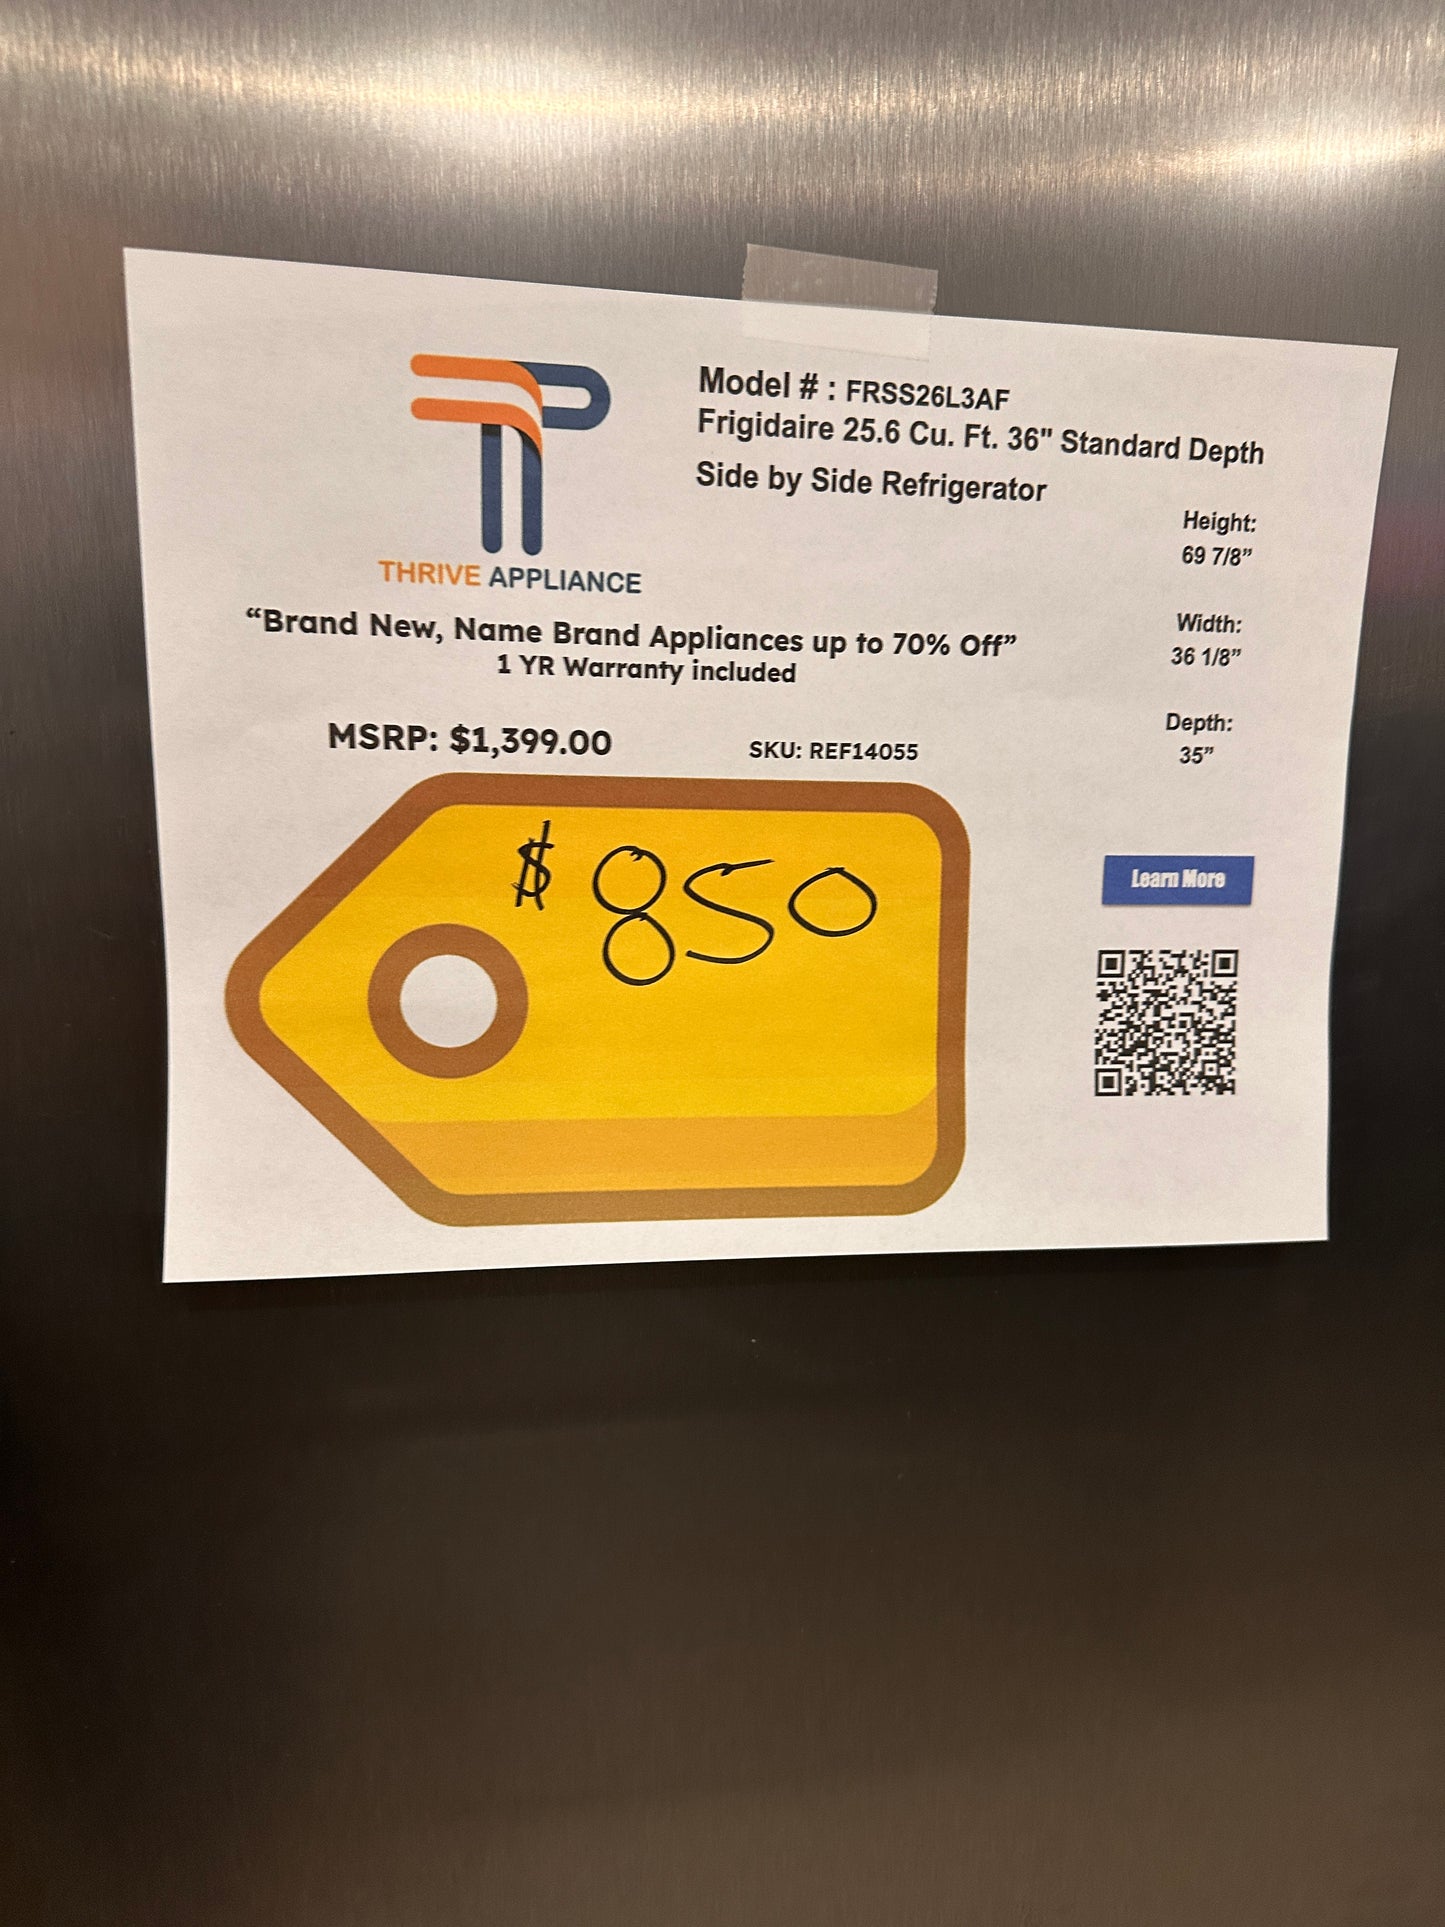 Model # : FRSS26L3AF
Frigidaire 25.6 Cu. Ft. 36" Standard Depth
Side by Side Refrigerator
Height:
69 7/8”
THRIVE APPLIANCE
“Brand New, Name Brand Appliances up to 70% Off”
1 YR Warranty included
Width:
36 1/8”
MSRP: $1,399.00
SKU: REF14055
Depth:
35”
$850
Learn More